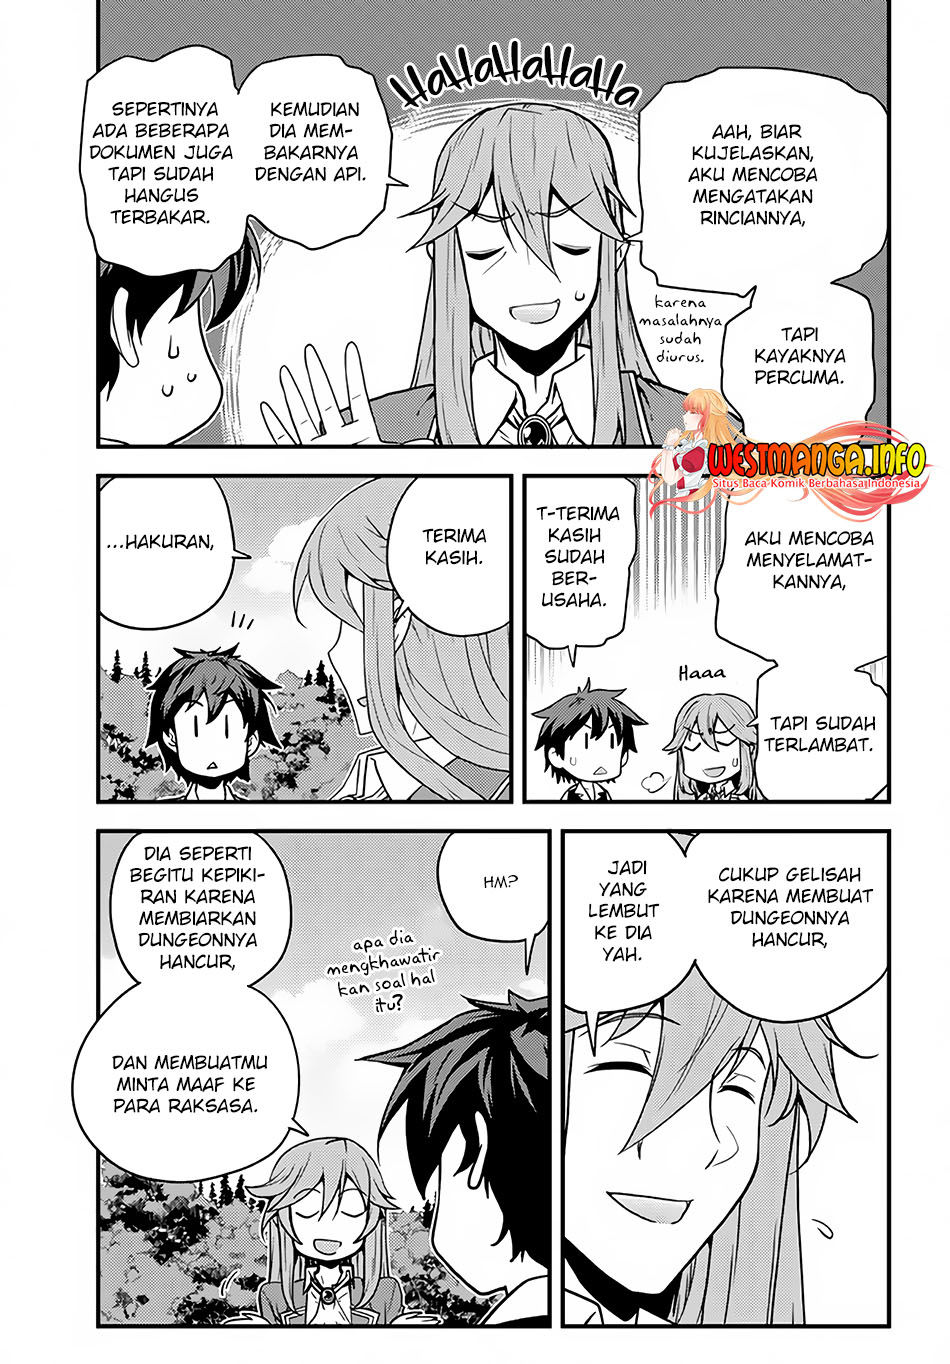 HaHaHaHaHa
AAH, BIAR
KUJELASKAN,
AKU MENCOBA
MENGATAKAN
RINCIANNYA,
TAPI
KAYAKNYA
PERCUMA.
karena
masalahnya
sudah
diurus.
KEMUDIAN
DIA MEM-
BAKARNYA
DENGAN API.
SEPERTINYA
ADA BEBERAPA
DOKUMEN JUGA
TAPI SUDAH
HANGUS
TERBAKAR.
WESTMANGA.INFO
Situs Baca Komik Berbahasa Indonesia
AKU MENCOBA
MENYELAMAT-
KANNYA,
TAPI SUDAH
TERLAMBAT.
Haaa
T-TERIMA
KASIH
SUDAH
BER-
USAHA.
TERIMA
KASIH.
...HAKURAN,
CUKUP GELISAH
KARENA MEMBUAT
DUNGEONNYA
HANCUR,
JADI
YANG
LEMBUT
KE DIA
YAH.
HM?
apa dia
mengkhawatir
kan soal hal
itu?
DIA SEPERTI
BEGITU KEPIKI-
RAN KARENA
MEMBIARKAN
DUNGEONNYA
HANCUR,
DAN MEMBUATMU
MINTA MAAF KE
PARA RAKSASA.